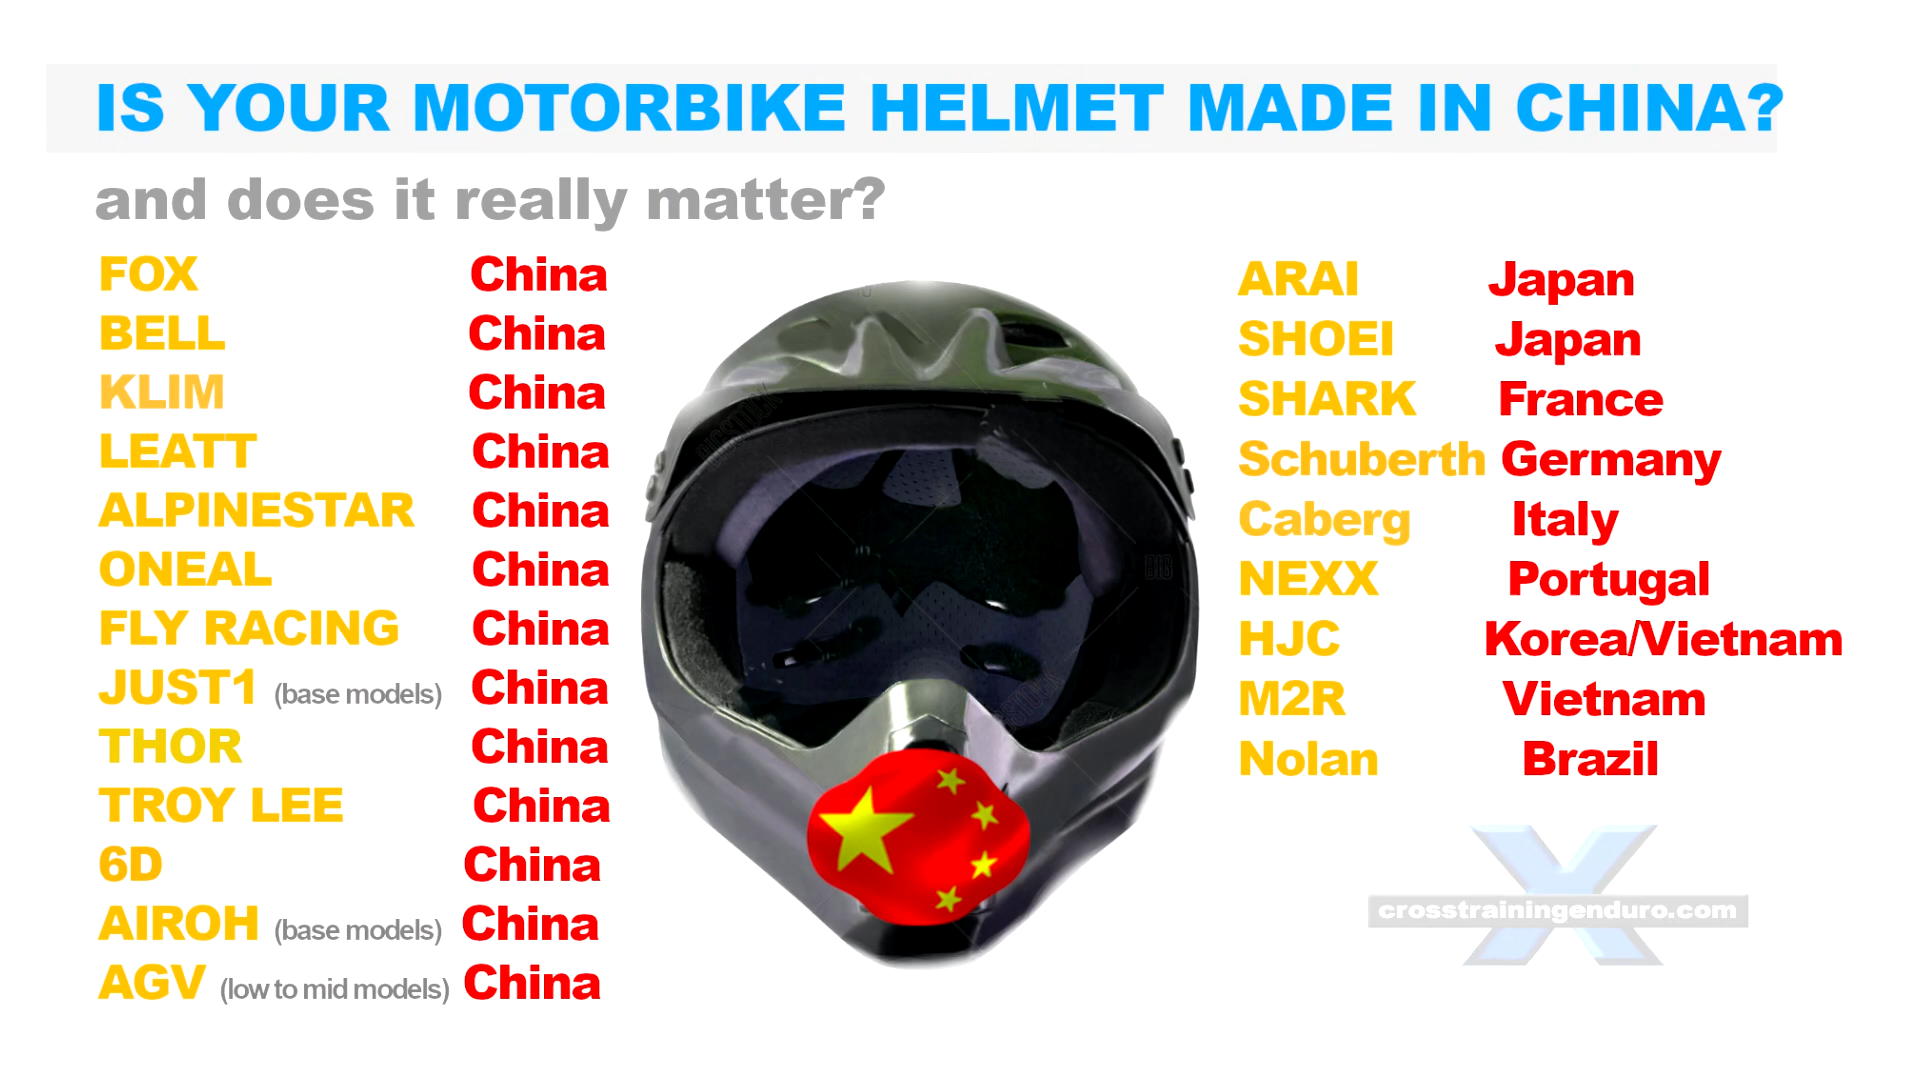 IS YOUR MOTORBIKE HELMET MADE IN CHINA?
and does it really matter?
FOX China
BELL China
KLIM China
LEATT China
ALPINESTAR China
ONEAL China
FLY RACING China
JUST1 (base models) China
THOR China
TROY LEE China
6D China
AIROH (base models) China
AGV (low to mid models) China
ARAI Japan
SHOEI Japan
SHARK France
Schuberth Germany
Caberg Italy
NEXX Portugal
HJC Korea/Vietnam
M2R Vietnam
Nolan Brazil
BIG
X
crosstrainingenduro.com